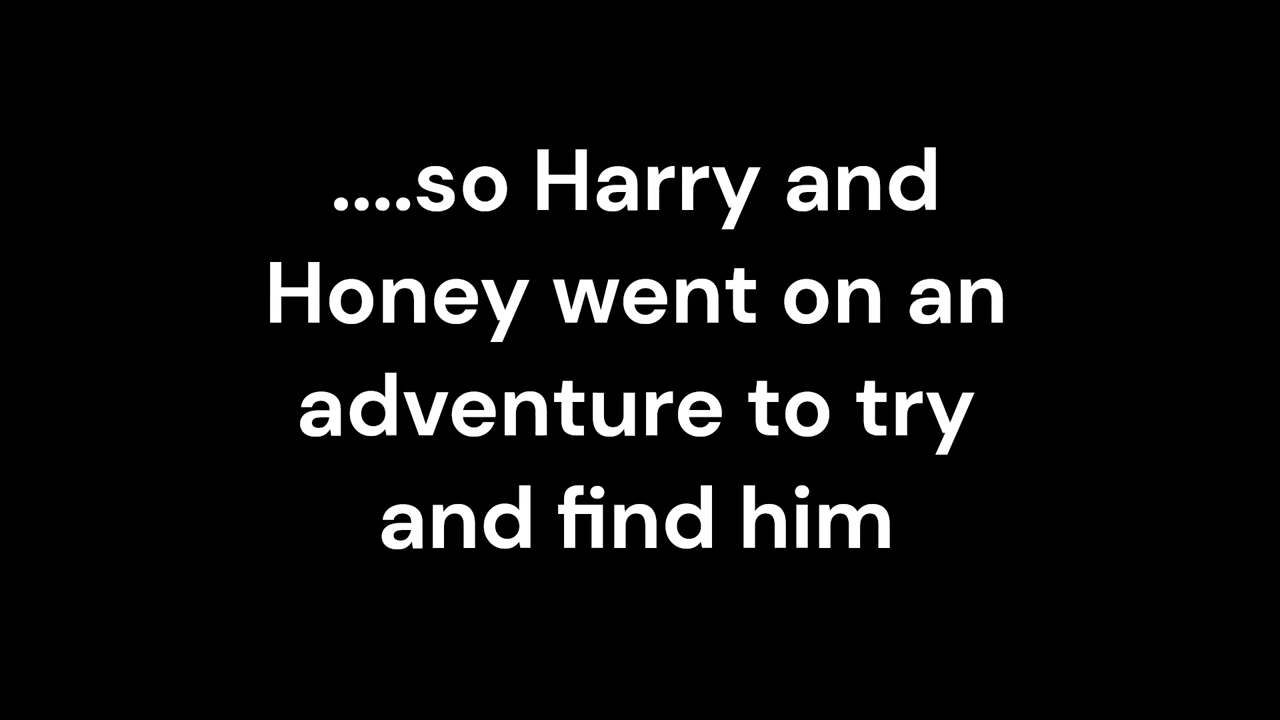 ....so Harry and
Honey went on an
adventure to try
and find him